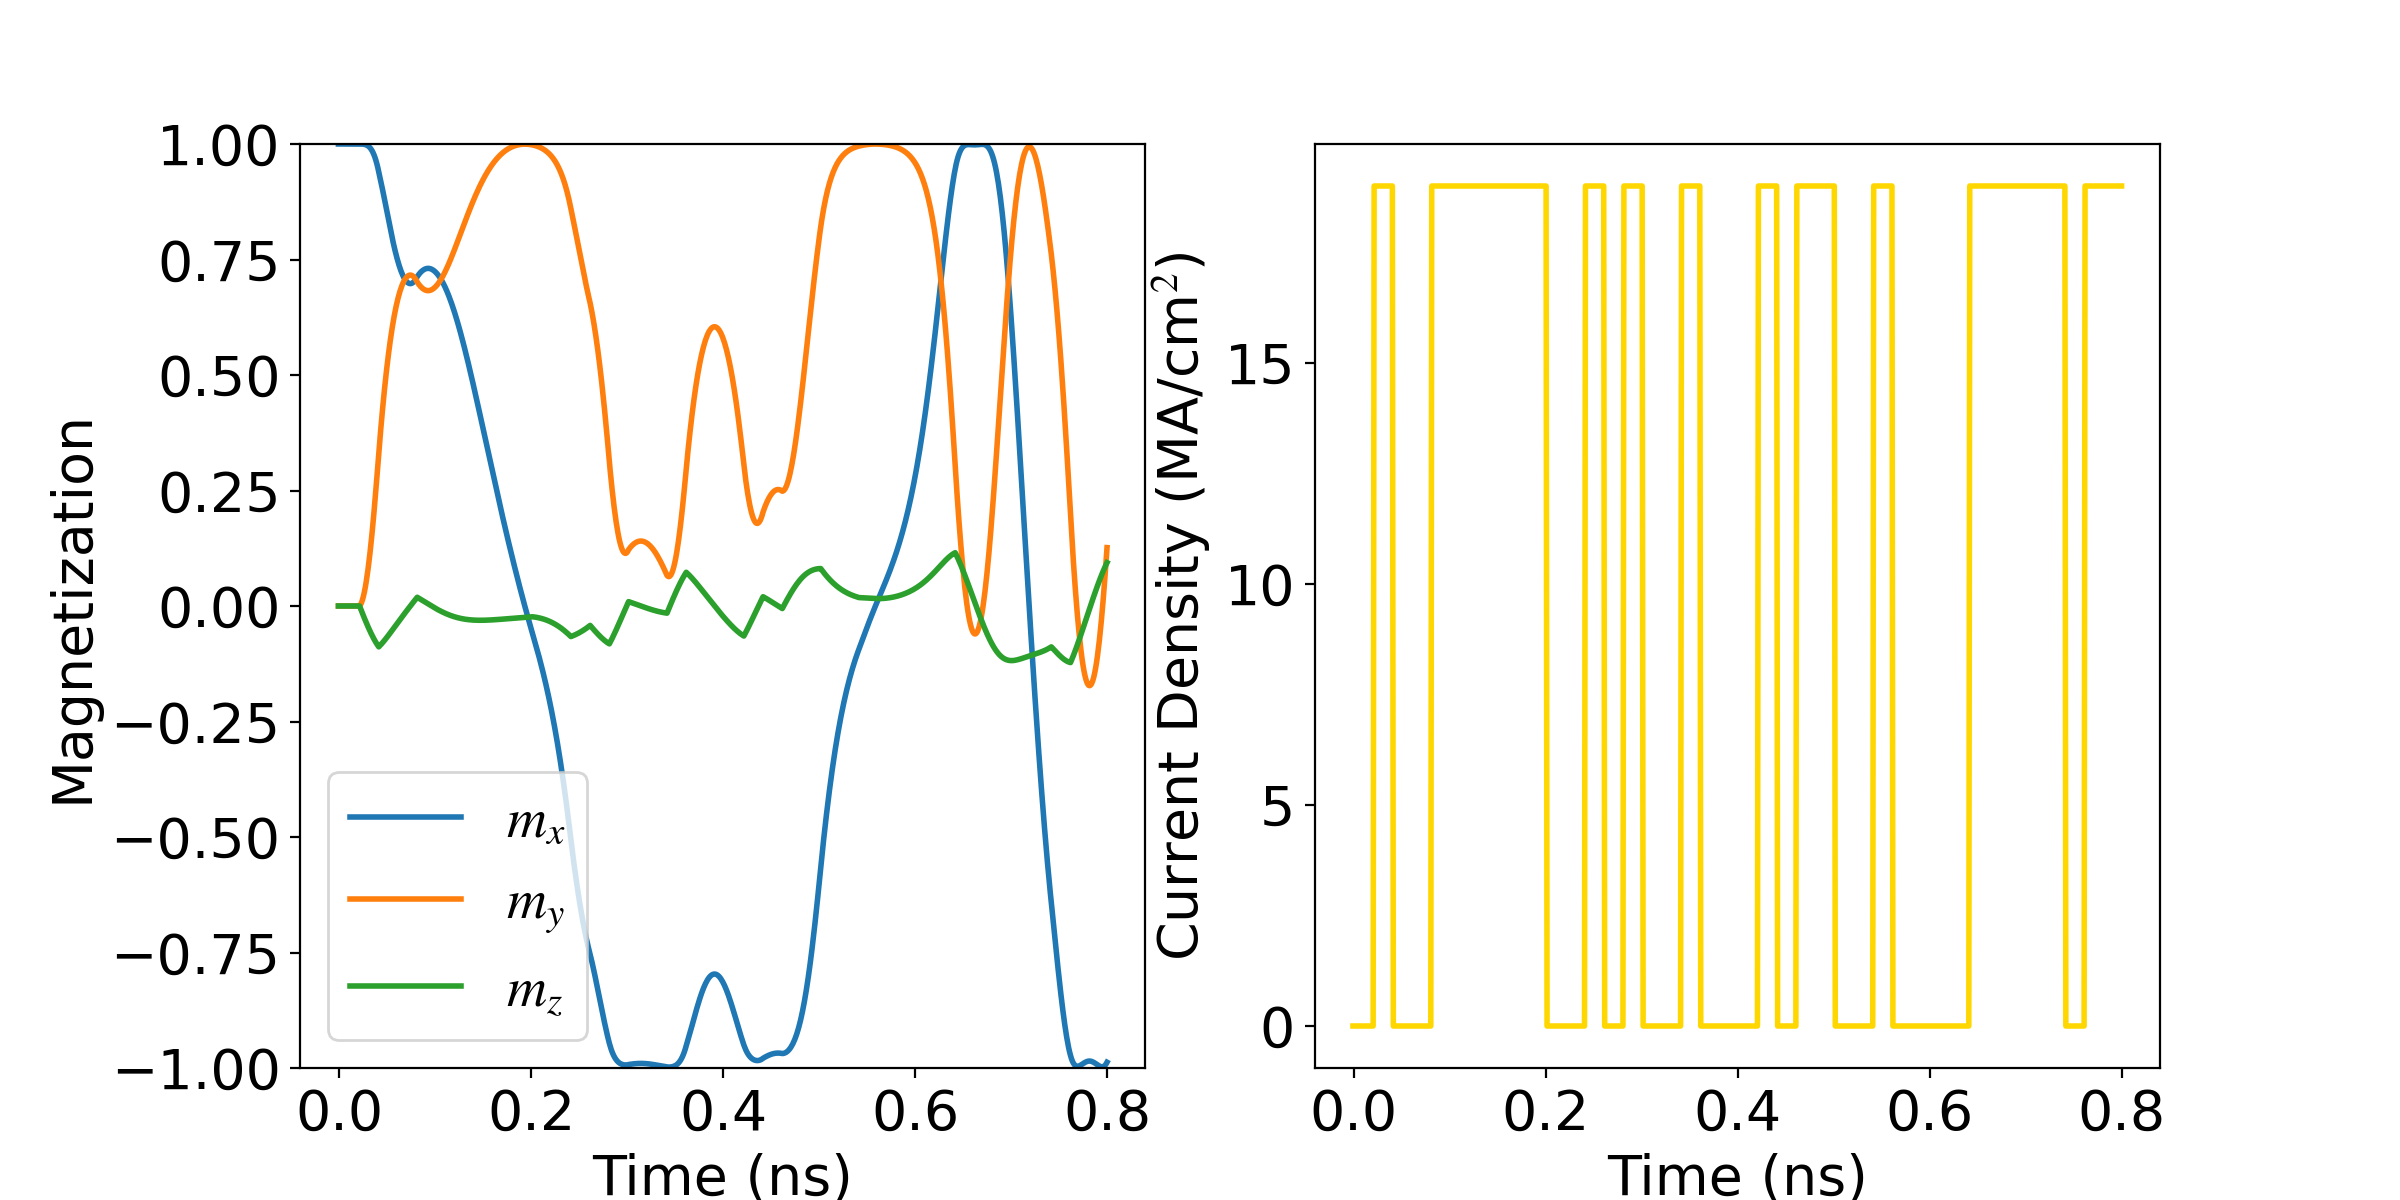 Magnetization
1.00
0.75
0.50
0.25
0.00
−0.25
−0.50
−0.75
−1.00
m_x
m_y
m_z
0.0 0.2 0.4 0.6 0.8
Time (ns)
Current Density (MA/cm²)
15
10
5
0
0.0 0.2 0.4 0.6 0.8
Time (ns)